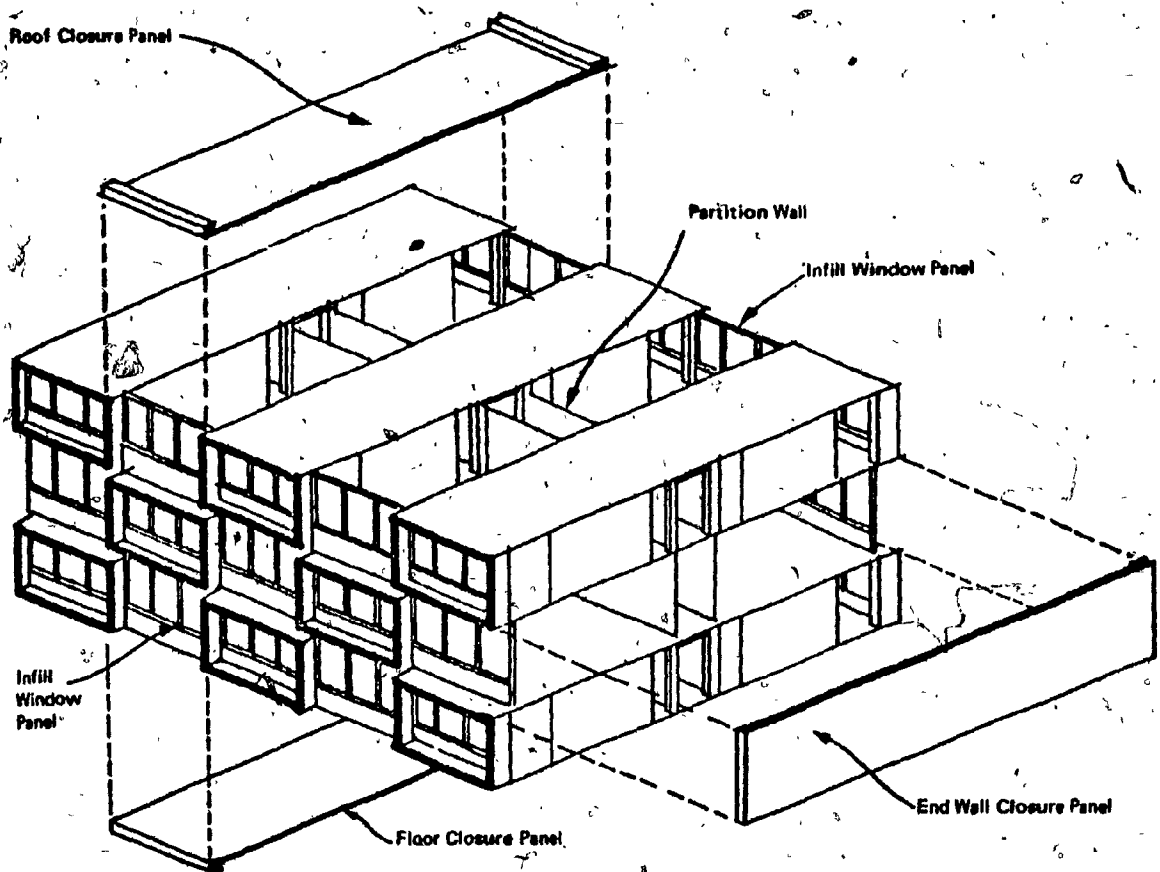 Roof Closure Panel
Partition Wall
Infill Window Panel
Infill
Window
Panel
End Wall Closure Panel
Floor Closure Panel